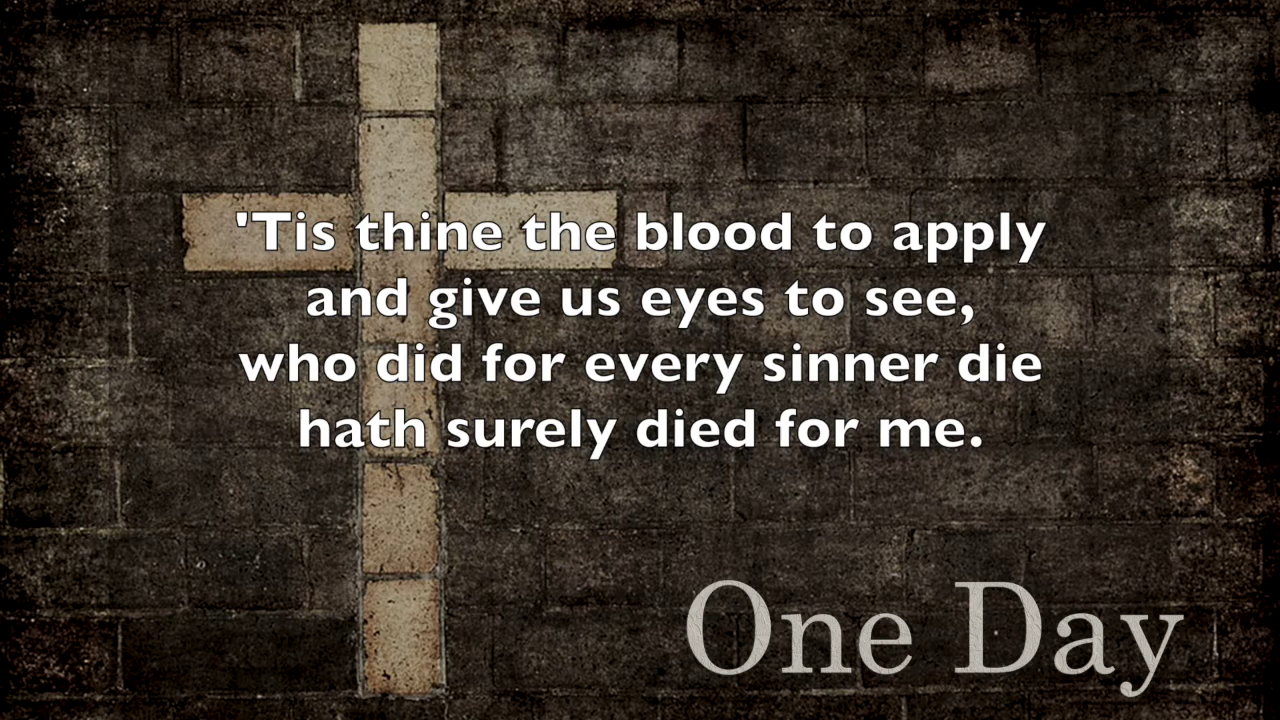 'Tis thine the blood to apply
and give us eyes to see,
who did for every sinner die
hath surely died for me.
One Day